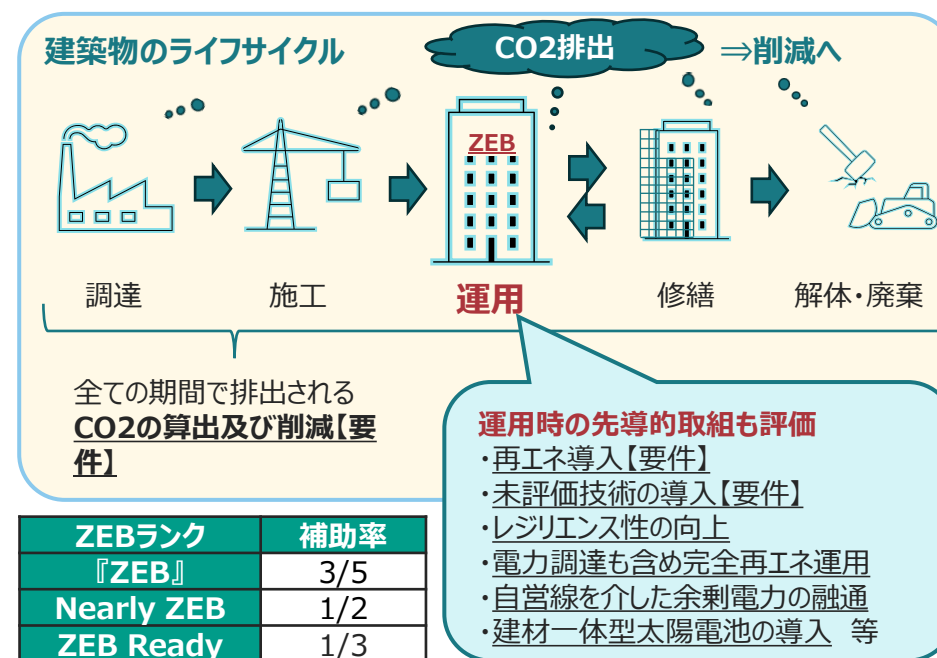 建築物のライフサイクル
CO2排出
⇒削減へ
ZEB
調達
施工
運用
修繕
解体・廃棄
全ての期間で排出される
CO2の算出及び削減【要
件】
運用時の先導的取組も評価
・再エネ導入【要件】
・未評価技術の導入【要件】
・レジリエンス性の向上
・電力調達も含め完全再エネ運用
・自営線を介した余剰電力の融通
・建材一体型太陽電池の導入 等
ZEBランク 補助率
『ZEB』 3/5
Nearly ZEB 1/2
ZEB Ready 1/3